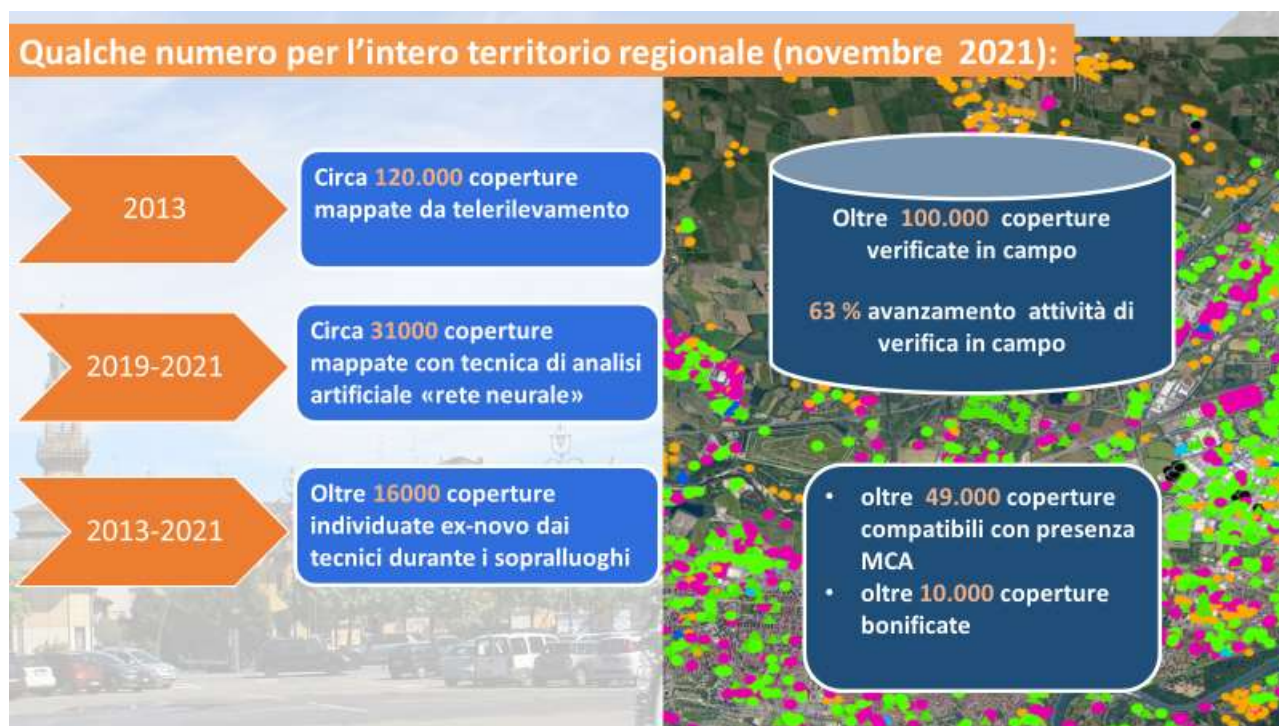 Qualche numero per l'intero territorio regionale (novembre 2021):
2013
Circa 120.000 coperture
mappate da telerilevamento
2019-2021
Circa 31000 coperture
mappate con tecnica di analisi
artificiale «rete neurale»
2013-2021
Oltre 16000 coperture
individuate ex-novo dai
tecnici durante i sopralluoghi
Oltre 100.000 coperture
verificate in campo
63 % avanzamento attività di
verifica in campo
• oltre 49.000 coperture
compatibili con presenza
MCA
• oltre 10.000 coperture
bonificate